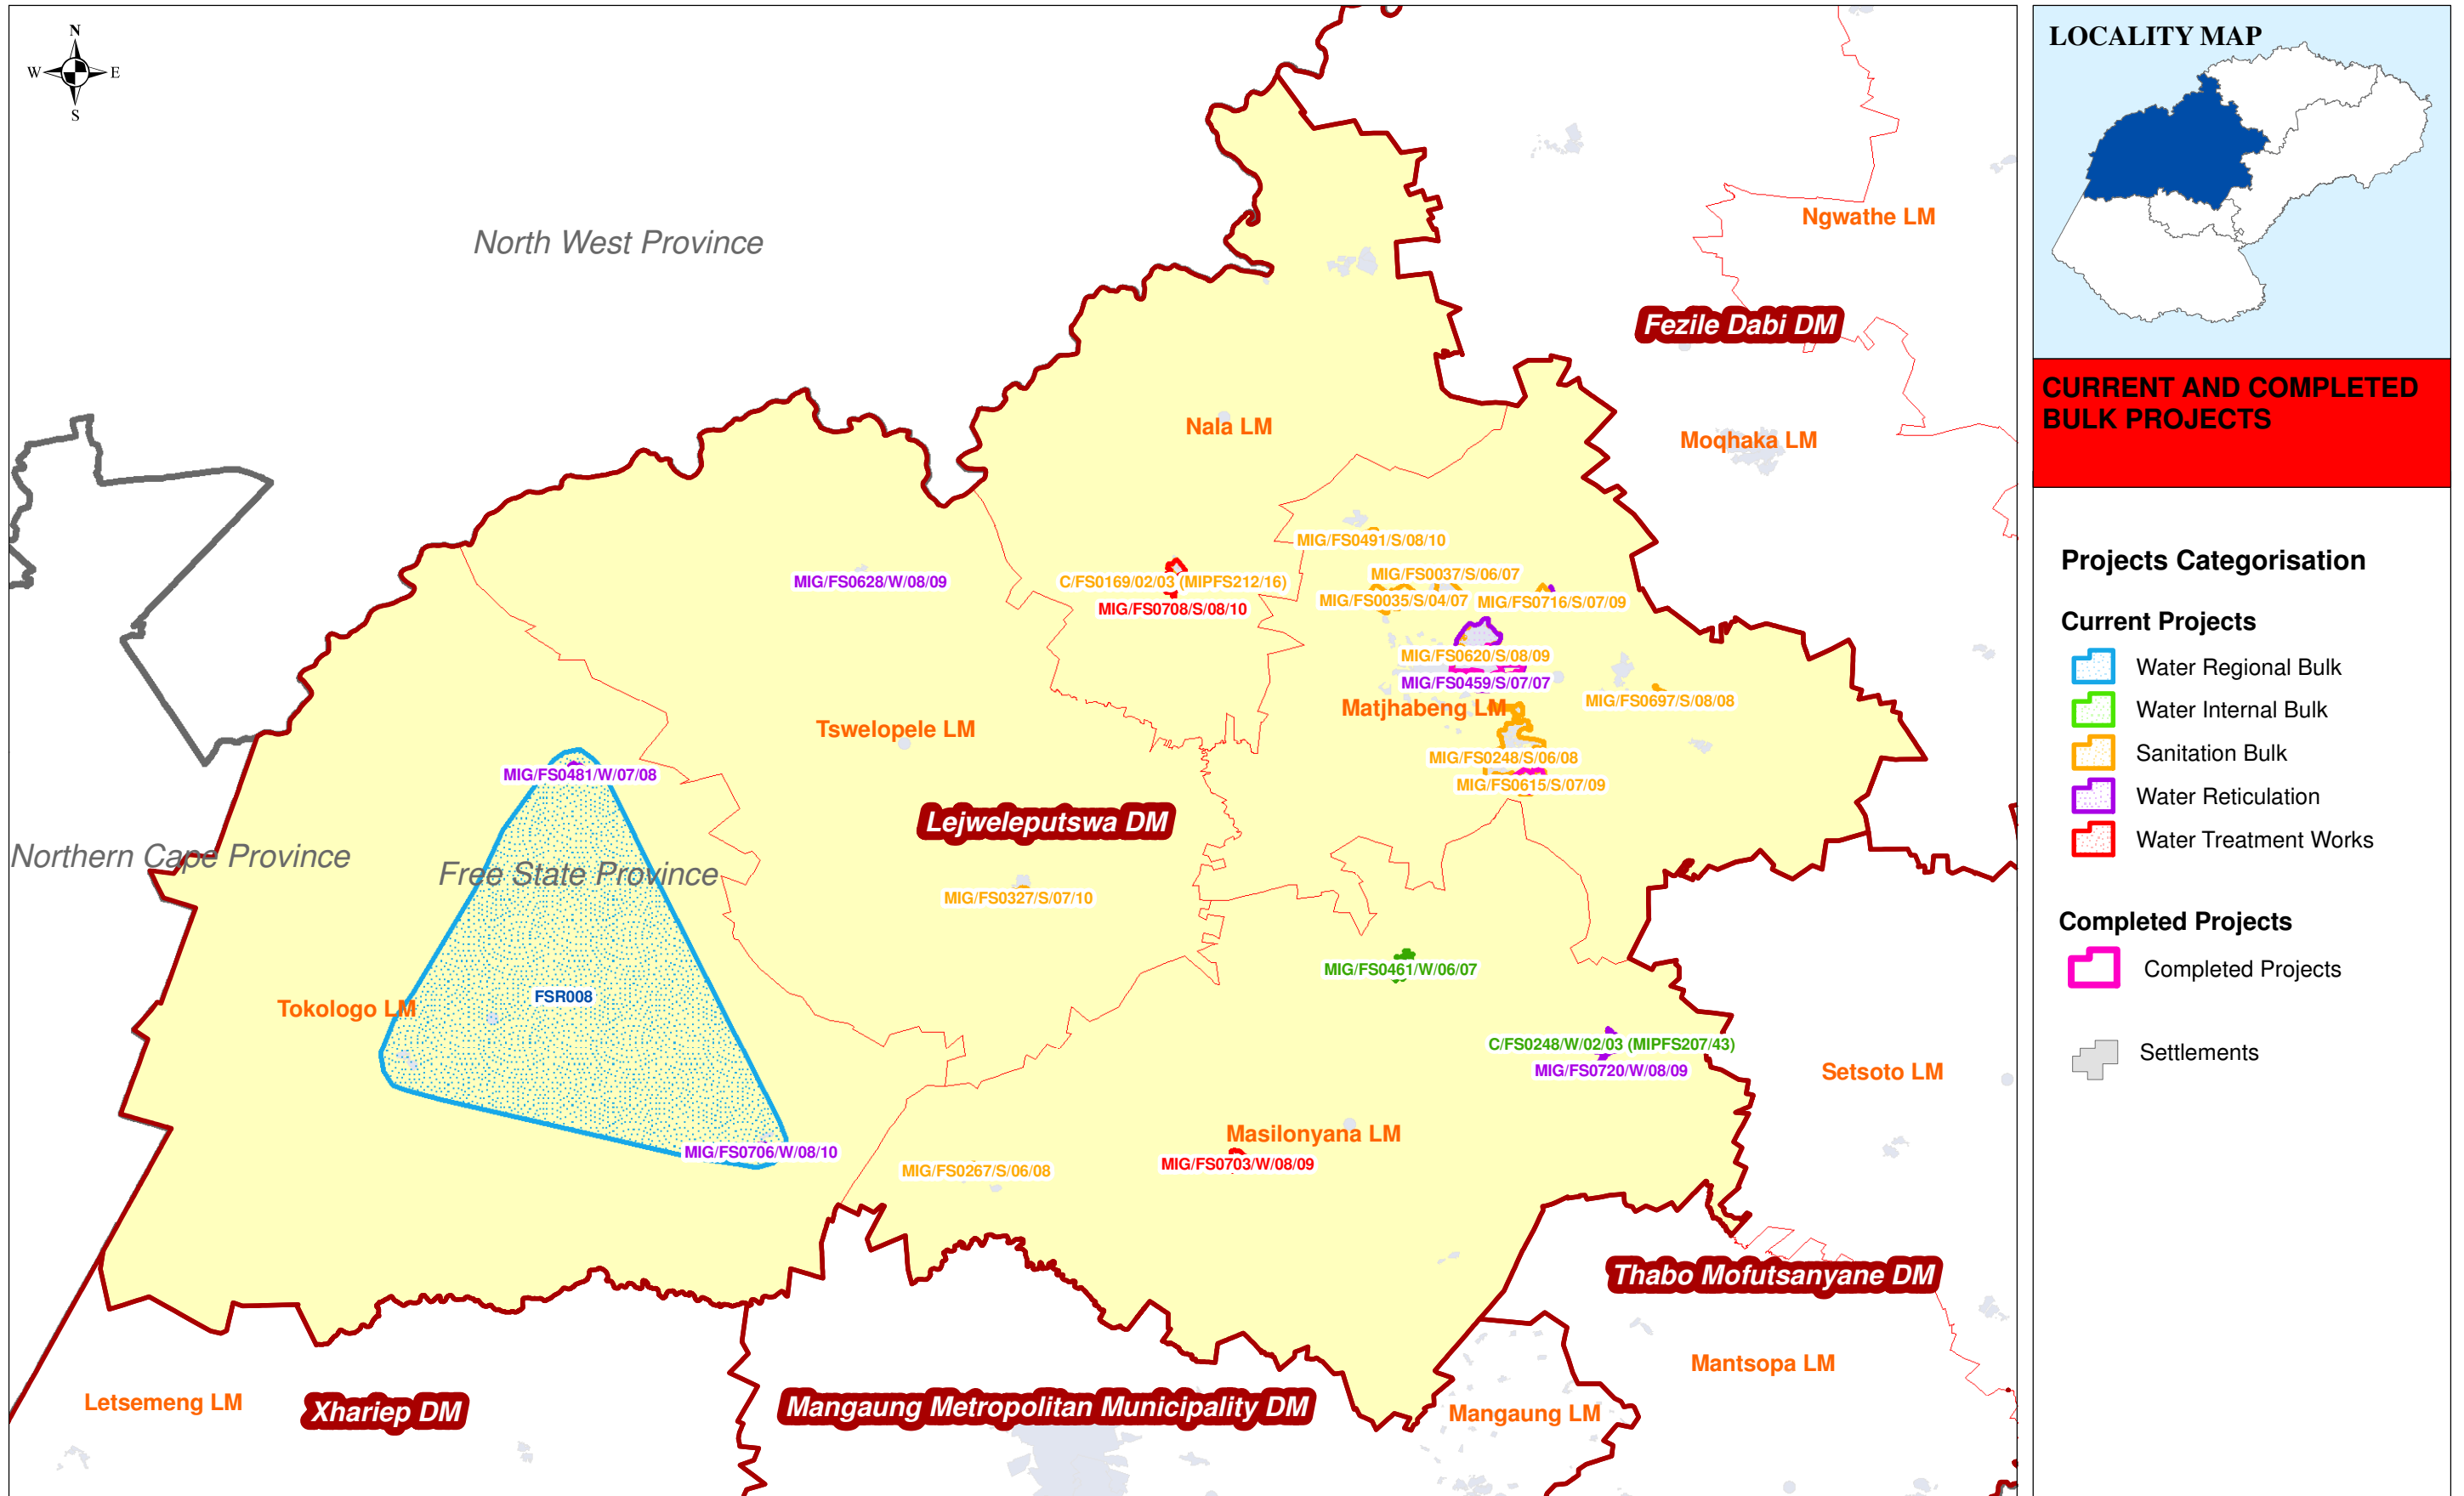 N
W
E
S
North West Province
Ngwathe LM
Fezile Dabi DM
Nala LM
Moqhaka LM
MIG/FS0491/S/08/10
MIG/FS0628/W/08/09
C/FS0169/02/03 (MIPFS212/16)
MIG/FS0708/S/08/10
MIG/FS0037/S/06/07
MIG/FS0035/S/04/07
MIG/FS0716/S/07/09
MIG/FS0620/S/08/09
MIG/FS0459/S/07/07
MIG/FS0697/S/08/08
Matjhabeng LM
Tswelopele LM
MIG/FS0248/S/06/08
MIG/FS0615/S/07/09
MIG/FS0481/W/07/08
Lejweleputswa DM
Northern Cape Province
Free State Province
MIG/FS0327/S/07/10
MIG/FS0461/W/06/07
FSR008
Tokologo LM
C/FS0248/W/02/03 (MIPFS207/43)
MIG/FS0720/W/08/09
Setsoto LM
Masilonyana LM
MIG/FS0706/W/08/10
MIG/FS0267/S/06/08
MIG/FS0703/W/08/09
Thabo Mofutsanyane DM
Mantsopa LM
Letsemeng LM
Xhariep DM
Mangaung Metropolitan Municipality DM
Mangaung LM
LOCALITY MAP
CURRENT AND COMPLETED
BULK PROJECTS
Projects Categorisation
Current Projects
Water Regional Bulk
Water Internal Bulk
Sanitation Bulk
Water Reticulation
Water Treatment Works
Completed Projects
Completed Projects
Settlements